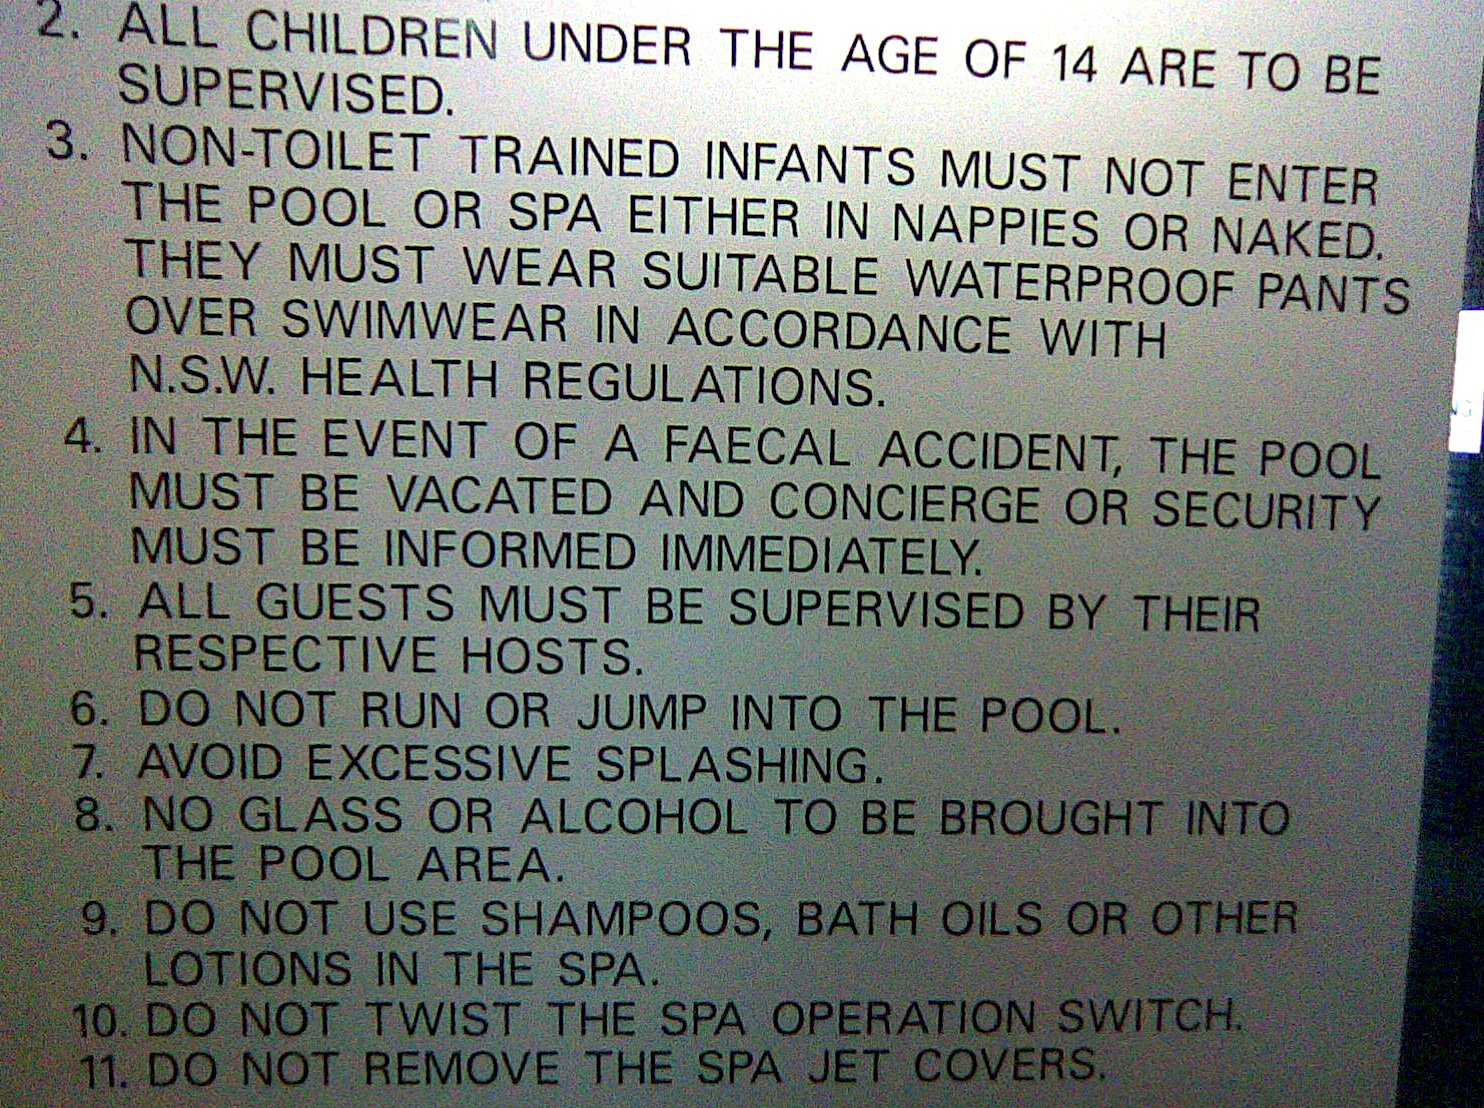 2. ALL CHILDREN UNDER THE AGE OF 14 ARE TO BE
SUPERVISED.
3. NON-TOILET TRAINED INFANTS MUST NOT ENTER
THE POOL OR SPA EITHER IN NAPPIES OR NAKED.
THEY MUST WEAR SUITABLE WATERPROOF PANTS
OVER SWIMWEAR IN ACCORDANCE WITH
N.S.W. HEALTH REGULATIONS.
4. IN THE EVENT OF A FAECAL ACCIDENT, THE POOL
MUST BE VACATED AND CONCIERGE OR SECURITY
MUST BE INFORMED IMMEDIATELY.
5. ALL GUESTS MUST BE SUPERVISED BY THEIR
RESPECTIVE HOSTS.
6. DO NOT RUN OR JUMP INTO THE POOL.
7. AVOID EXCESSIVE SPLASHING.
8. NO GLASS OR ALCOHOL TO BE BROUGHT INTO
THE POOL AREA.
9. DO NOT USE SHAMPOOS, BATH OILS OR OTHER
LOTIONS IN THE SPA.
10. DO NOT TWIST THE SPA OPERATION SWITCH.
11. DO NOT REMOVE THE SPA JET COVERS.